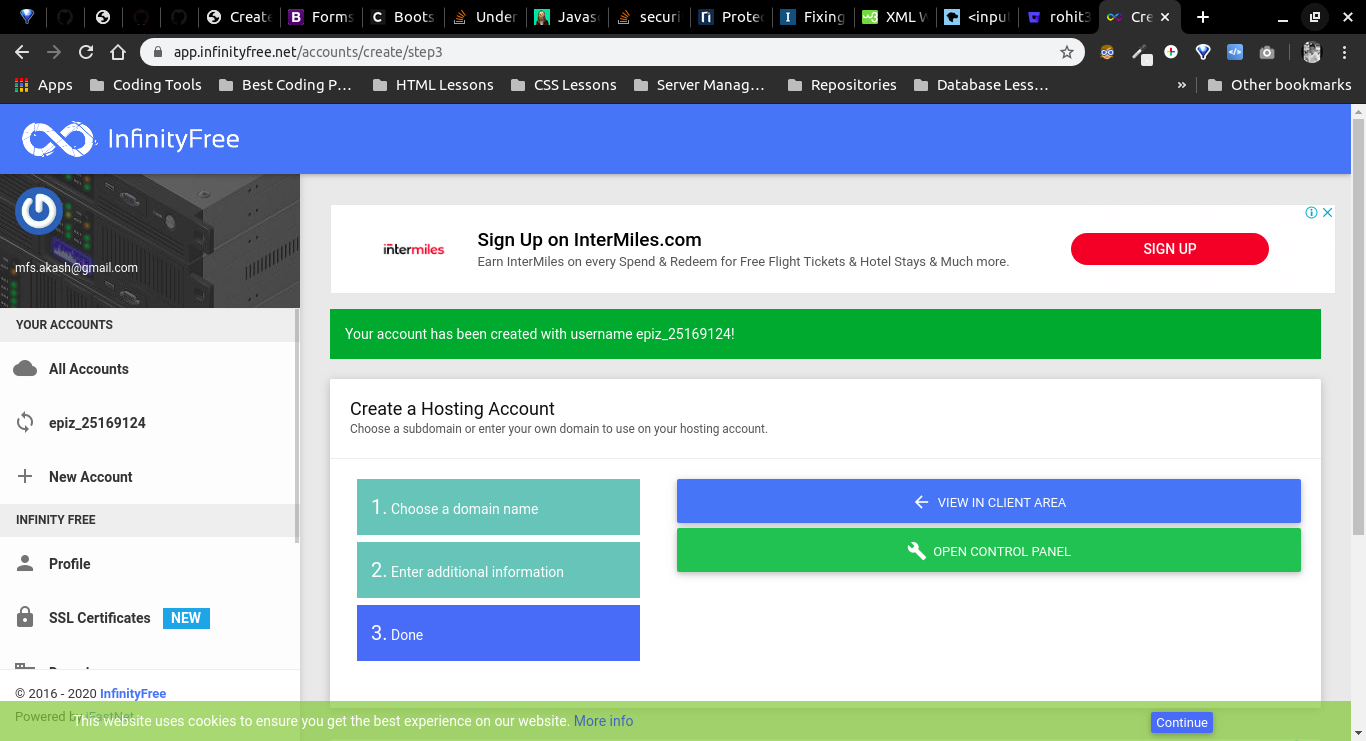 Create
Forms
Boots
Under
Javas
securi
Prote
Fixing
XML W
<inpu
rohit3
Cre
app.infinityfree.net/accounts/create/step3
Apps
Coding Tools
Best Coding P...
HTML Lessons
CSS Lessons
Server Manag...
Repositories
Database Less...
»
Other bookmarks
InfinityFree
mfs.akash@gmail.com
YOUR ACCOUNTS
All Accounts
epiz_25169124
New Account
INFINITY FREE
Profile
SSL Certificates NEW
© 2016 - 2020 InfinityFree
Powered by iFastNet
intermiles
Sign Up on InterMiles.com
Earn InterMiles on every Spend & Redeem for Free Flight Tickets & Hotel Stays & Much more.
SIGN UP
Your account has been created with username epiz_25169124!
Create a Hosting Account
Choose a subdomain or enter your own domain to use on your hosting account.
1. Choose a domain name
2. Enter additional information
3. Done
VIEW IN CLIENT AREA
OPEN CONTROL PANEL
This website uses cookies to ensure you get the best experience on our website. More info
Continue